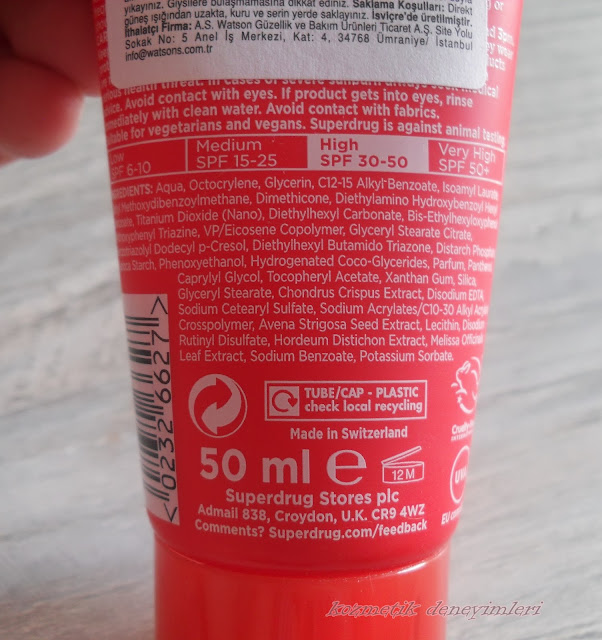 yıkayınız. Giysilere bulaşmamasına dikkat ediniz. Saklama Koşulları: Direkt
güneş ışığından uzakta, kuru ve serin yerde saklayınız. İsviçre'de üretilmiştir.
İthalatçı Firma: A.S. Watson Güzellik ve Bakım Ürünleri Ticaret A.Ş. Site Yolu
Sokak No: 5 Anel İş Merkezi, Kat: 4, 34768 Ümraniye/ İstanbul
info@watsons.com.tr
health threat. In cases of severe sunburn seek medical
Avoid contact with eyes. If product gets into eyes, rinse
immediately with clean water. Avoid contact with fabrics.
for vegetarians and vegans. Superdrug is against animal testing
Low Medium High Very High
SPF 6-10 SPF 15-25 SPF 30-50 SPF 50+
INGREDIENTS: Aqua, Octocrylene, Glycerin, C12-15 Alkyl Benzoate, Isoamyl Laurate,
Methoxydibenzoylmethane, Dimethicone, Diethylamino Hydroxybenzoyl Hexyl
Titanium Dioxide (Nano), Diethylhexyl Carbonate, Bis-Ethylhexyloxyphenol
Triazine, VP/Eicosene Copolymer, Glyceryl Stearate Citrate,
Dodecyl p-Cresol, Diethylhexyl Butamido Triazone, Distarch Phosphate
Starch, Phenoxyethanol, Hydrogenated Coco-Glycerides, Parfum, Panthenol
Caprylyl Glycol, Tocopheryl Acetate, Xanthan Gum, Silica,
Glyceryl Stearate, Chondrus Crispus Extract, Disodium EDTA,
Sodium Cetearyl Sulfate, Sodium Acrylates/C10-30 Alkyl Acrylate
Crosspolymer, Avena Strigosa Seed Extract, Lecithin, Disodium
Rutinyl Disulfate, Hordeum Distichon Extract, Melissa Officinalis
Leaf Extract, Sodium Benzoate, Potassium Sorbate.
0232 6627
TUBE/CAP - PLASTIC
check local recycling
Made in Switzerland
50 ml e
12M
UVA
Superdrug Stores plc
Admail 838, Croydon, U.K. CR9 4WZ
Comments? Superdrug.com/feedback
kozmetik deneyimleri